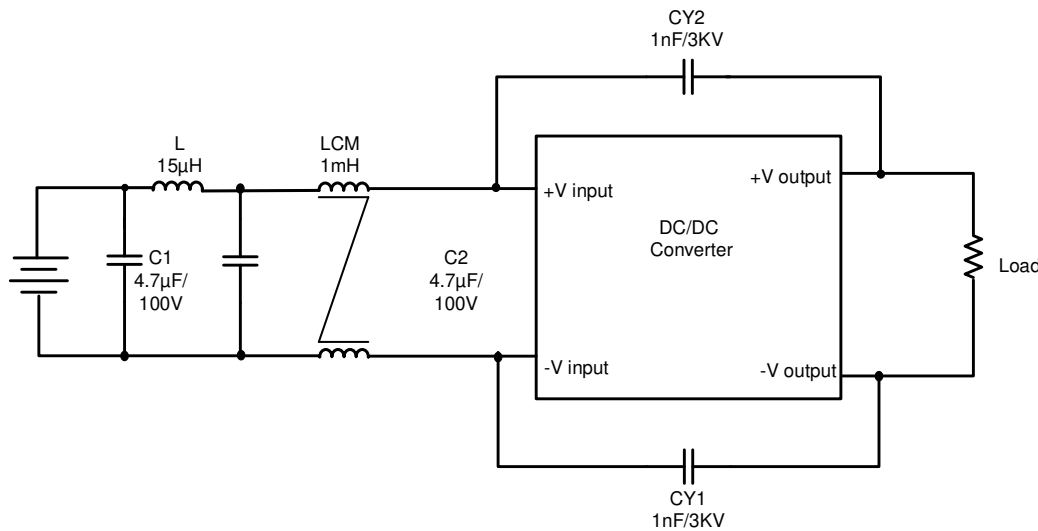 CY2
1nF/3KV
L
15µH
LCM
1mH
+V input
+V output
DC/DC
Converter
C1
4.7µF/
100V
C2
4.7µF/
100V
Load
-V input
-V output
CY1
1nF/3KV